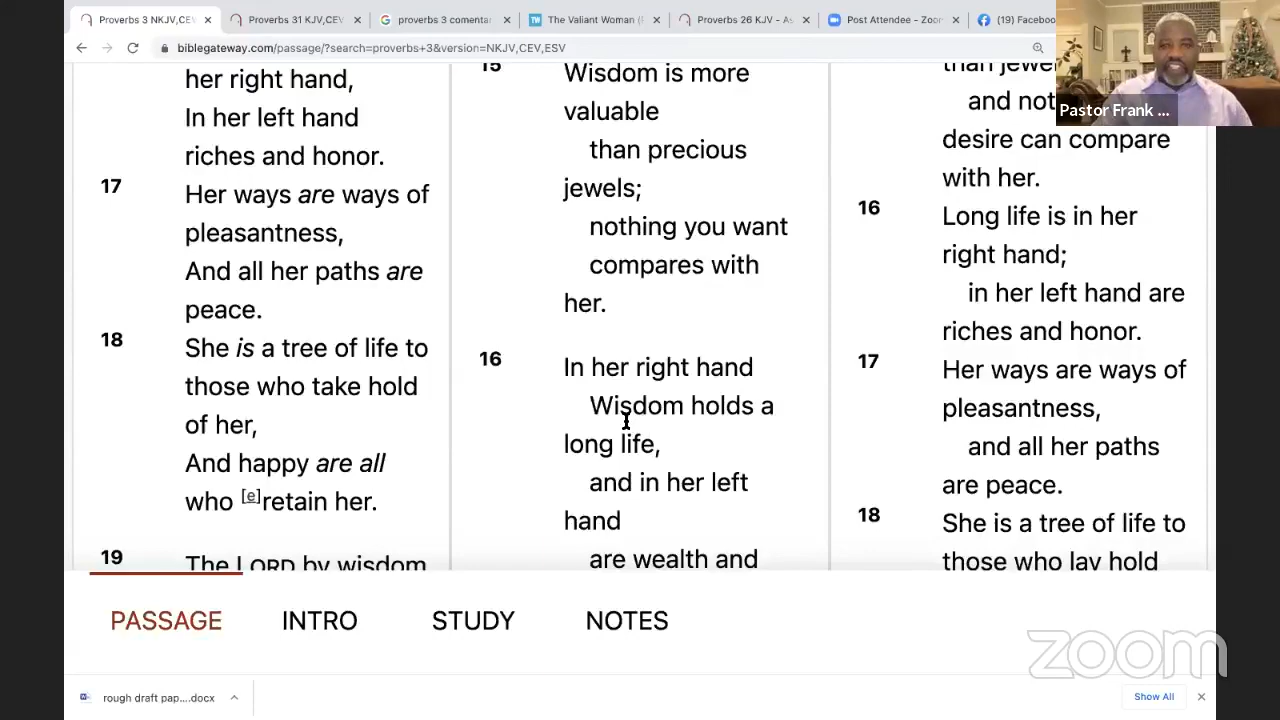 Proverbs 3 NKJV,CEV
Proverbs 31 KJV,CEV
proverbs 3 comentar
The Valiant Woman (
Proverbs 26 KJV - As
Post Attendee - Zoo
(19) Facebo
biblegateway.com/passage/?search=proverbs+3&version=NKJV,CEV,ESV
Pastor Frank ...
her right hand,
In her left hand
riches and honor.
17
Her ways are ways of
pleasantness,
And all her paths are
peace.
18
She is a tree of life to
those who take hold
of her,
And happy are all
who [e]retain her.
19
The LORD by wisdom
15
Wisdom is more
valuable
than precious
jewels;
nothing you want
compares with
her.
16
In her right hand
Wisdom holds a
long life,
and in her left
hand
are wealth and
than jewe
and not
desire can compare
with her.
16
Long life is in her
right hand;
in her left hand are
riches and honor.
17
Her ways are ways of
pleasantness,
and all her paths
are peace.
18
She is a tree of life to
those who lay hold
PASSAGE INTRO STUDY NOTES
zoom
rough draft pap....docx
Show All